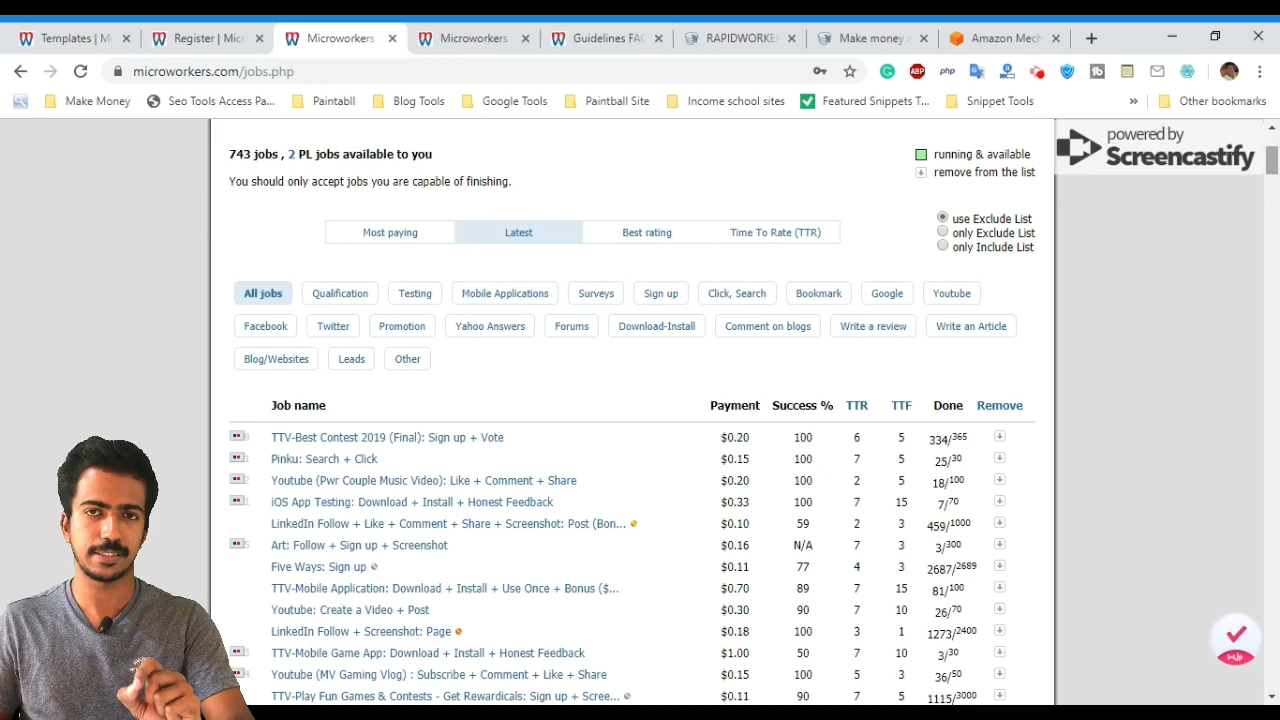 Templates | M
Register | Micr
Microworkers
Microworkers
Guidelines FAC
RAPIDWORKE
Make money o
Amazon Mech
microworkers.com/jobs.php
ABP
php
Make Money
Seo Tools Access Pa...
Paintabll
Blog Tools
Google Tools
Paintball Site
Income school sites
Featured Snippets T...
Snippet Tools
»
Other bookmarks
powered by
Screencastify
743 jobs , 2 PL jobs available to you
running & available
You should only accept jobs you are capable of finishing.
remove from the list
use Exclude List
only Exclude List
only Include List
Most paying Latest Best rating Time To Rate (TTR)
All jobs Qualification Testing Mobile Applications Surveys Sign up Click, Search Bookmark Google Youtube
Facebook Twitter Promotion Yahoo Answers Forums Download-Install Comment on blogs Write a review Write an Article
Blog/Websites Leads Other
Job name Payment Success % TTR TTF Done Remove
TTV-Best Contest 2019 (Final): Sign up + Vote $0.20 100 6 5 334/365
Pinku: Search + Click $0.15 100 7 5 25/30
Youtube (Pwr Couple Music Video): Like + Comment + Share $0.20 100 2 5 18/100
iOS App Testing: Download + Install + Honest Feedback $0.33 100 7 15 7/70
LinkedIn Follow + Like + Comment + Share + Screenshot: Post (Bon... $0.10 59 2 3 459/1000
Art: Follow + Sign up + Screenshot $0.16 N/A 7 3 3/300
Five Ways: Sign up $0.11 77 4 3 2687/2689
TTV-Mobile Application: Download + Install + Use Once + Bonus ($... $0.70 89 7 15 81/100
Youtube: Create a Video + Post $0.30 90 7 10 26/70
LinkedIn Follow + Screenshot: Page $0.18 100 3 1 1273/2400
TTV-Mobile Game App: Download + Install + Honest Feedback $1.00 50 7 10 3/30
Youtube (MV Gaming Vlog) : Subscribe + Comment + Like + Share $0.15 100 5 3 36/50
TTV-Play Fun Games & Contests - Get Rewardicals: Sign up + Scree... $0.11 90 7 5 1115/3000